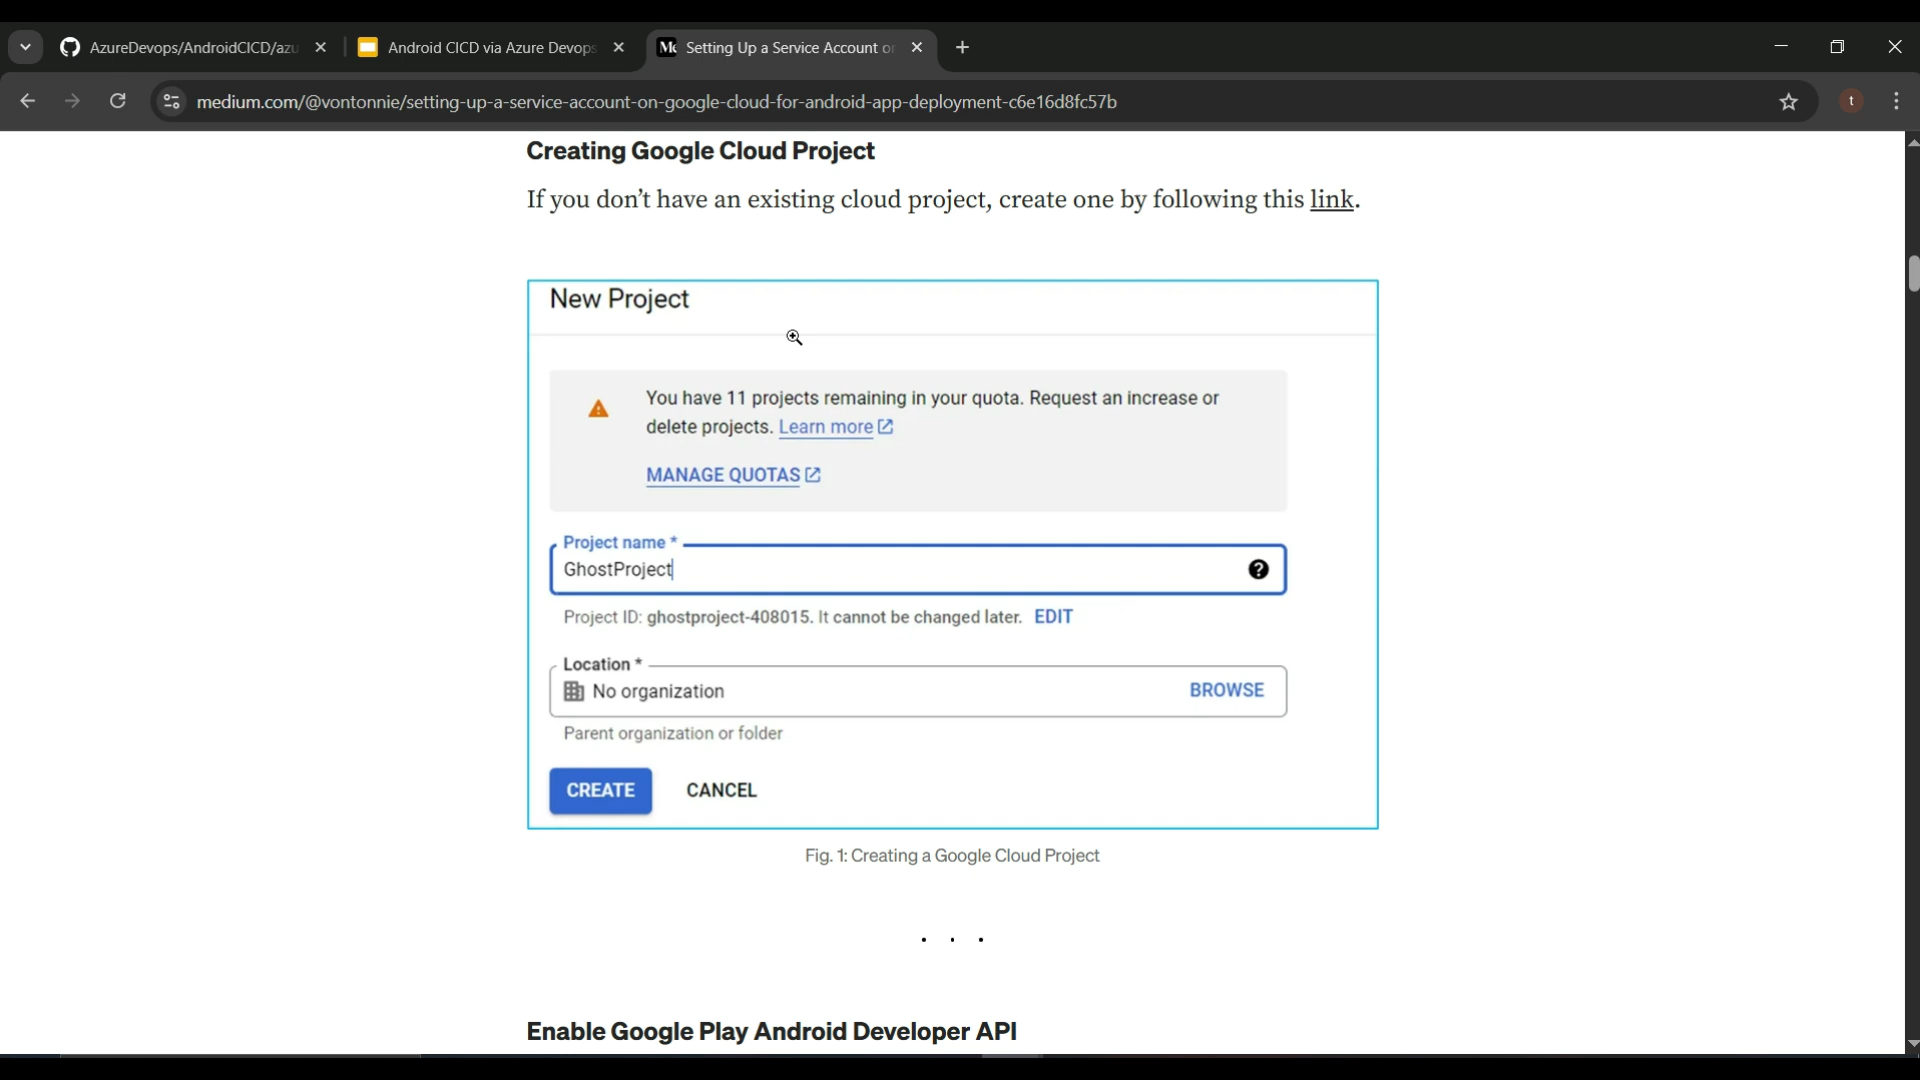 AzureDevops/AndroidCICD/azu
Android CICD via Azure Devops
Setting Up a Service Account or
medium.com/@vontonnie/setting-up-a-service-account-on-google-cloud-for-android-app-deployment-c6e16d8fc57b
t
Creating Google Cloud Project
If you don’t have an existing cloud project, create one by following this link.
New Project
You have 11 projects remaining in your quota. Request an increase or
delete projects. Learn more
MANAGE QUOTAS
Project name *
GhostProject
Project ID: ghostproject-408015. It cannot be changed later. EDIT
Location *
No organization BROWSE
Parent organization or folder
CREATE CANCEL
Fig. 1: Creating a Google Cloud Project
. . .
Enable Google Play Android Developer API